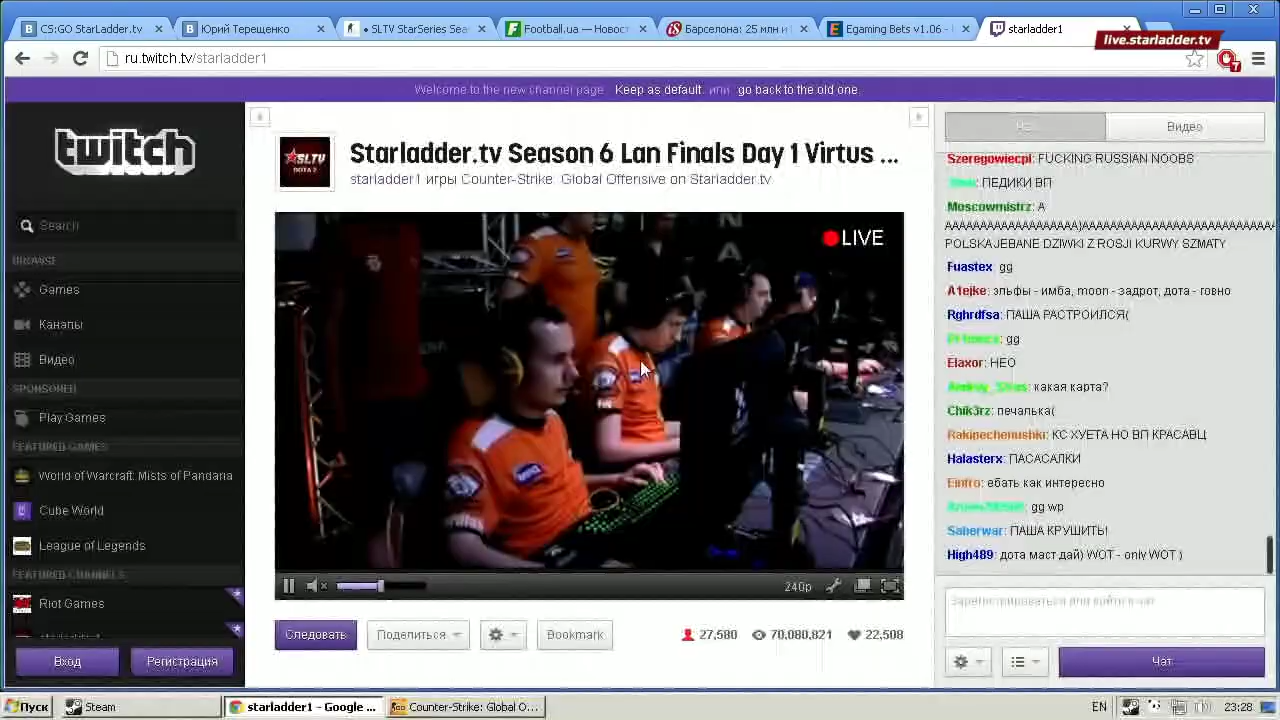 CS:GO StarLadder .tv
Юрий Терещенко
• SLTV StarSeries Sea
Football.ua — Новост
Барселона: 25 млн и
Egaming Bets v1.06 -
starladder1
live.starladder.tv
ru.twitch.tv/starladder1
7
Welcome to the new channel page. Keep as default. или go back to the old one.
twitch
Search
BROWSE
Games
Каналы
Видео
SPONSORED
Play Games
FEATURED GAMES
World of Warcraft: Mists of Pandaria
Cube World
League of Legends
FEATURED CHANNELS
Riot Games
Вход
Регистрация
SLTV
DOTA 2
Starladder.tv Season 6 Lan Finals Day 1 Virtus ...
starladder1 игры Counter-Strike: Global Offensive on Starladder.tv
LIVE
240p
Следовать
Поделиться
Bookmark
27,580
70,080,821
22,508
Видео
Szeregowiecpl: FUCKING RUSSIAN NOOBS
ПЕДИКИ ВП
Moscowmistrz: A
POLSKAJEBANE DZIWKI Z ROSJI KURWY SZMATY
Fuastex: gg
A1ejke: эльфы - имба, moon - задрот, дота - говно
Rghrdfsa: ПАША РАСТРОИЛСЯ(
gg
Elaxor: НЕО
какая карта?
Chik3rz: печалька(
Rakipechenushki: КС ХУЕТА НО ВП КРАСАВЦ
Halasterx: ПАСАСАЛКИ
Einfro: ебать как интересно
gg wp
Saberwar: ПАША КРУШИТЬ!
High489: дота маст дай) WOT - only WOT )
Зарегистрироваться или войти в чат
Чат
Пуск
Steam
starladder1 - Google ...
Counter-Strike: Global O...
EN
23:28